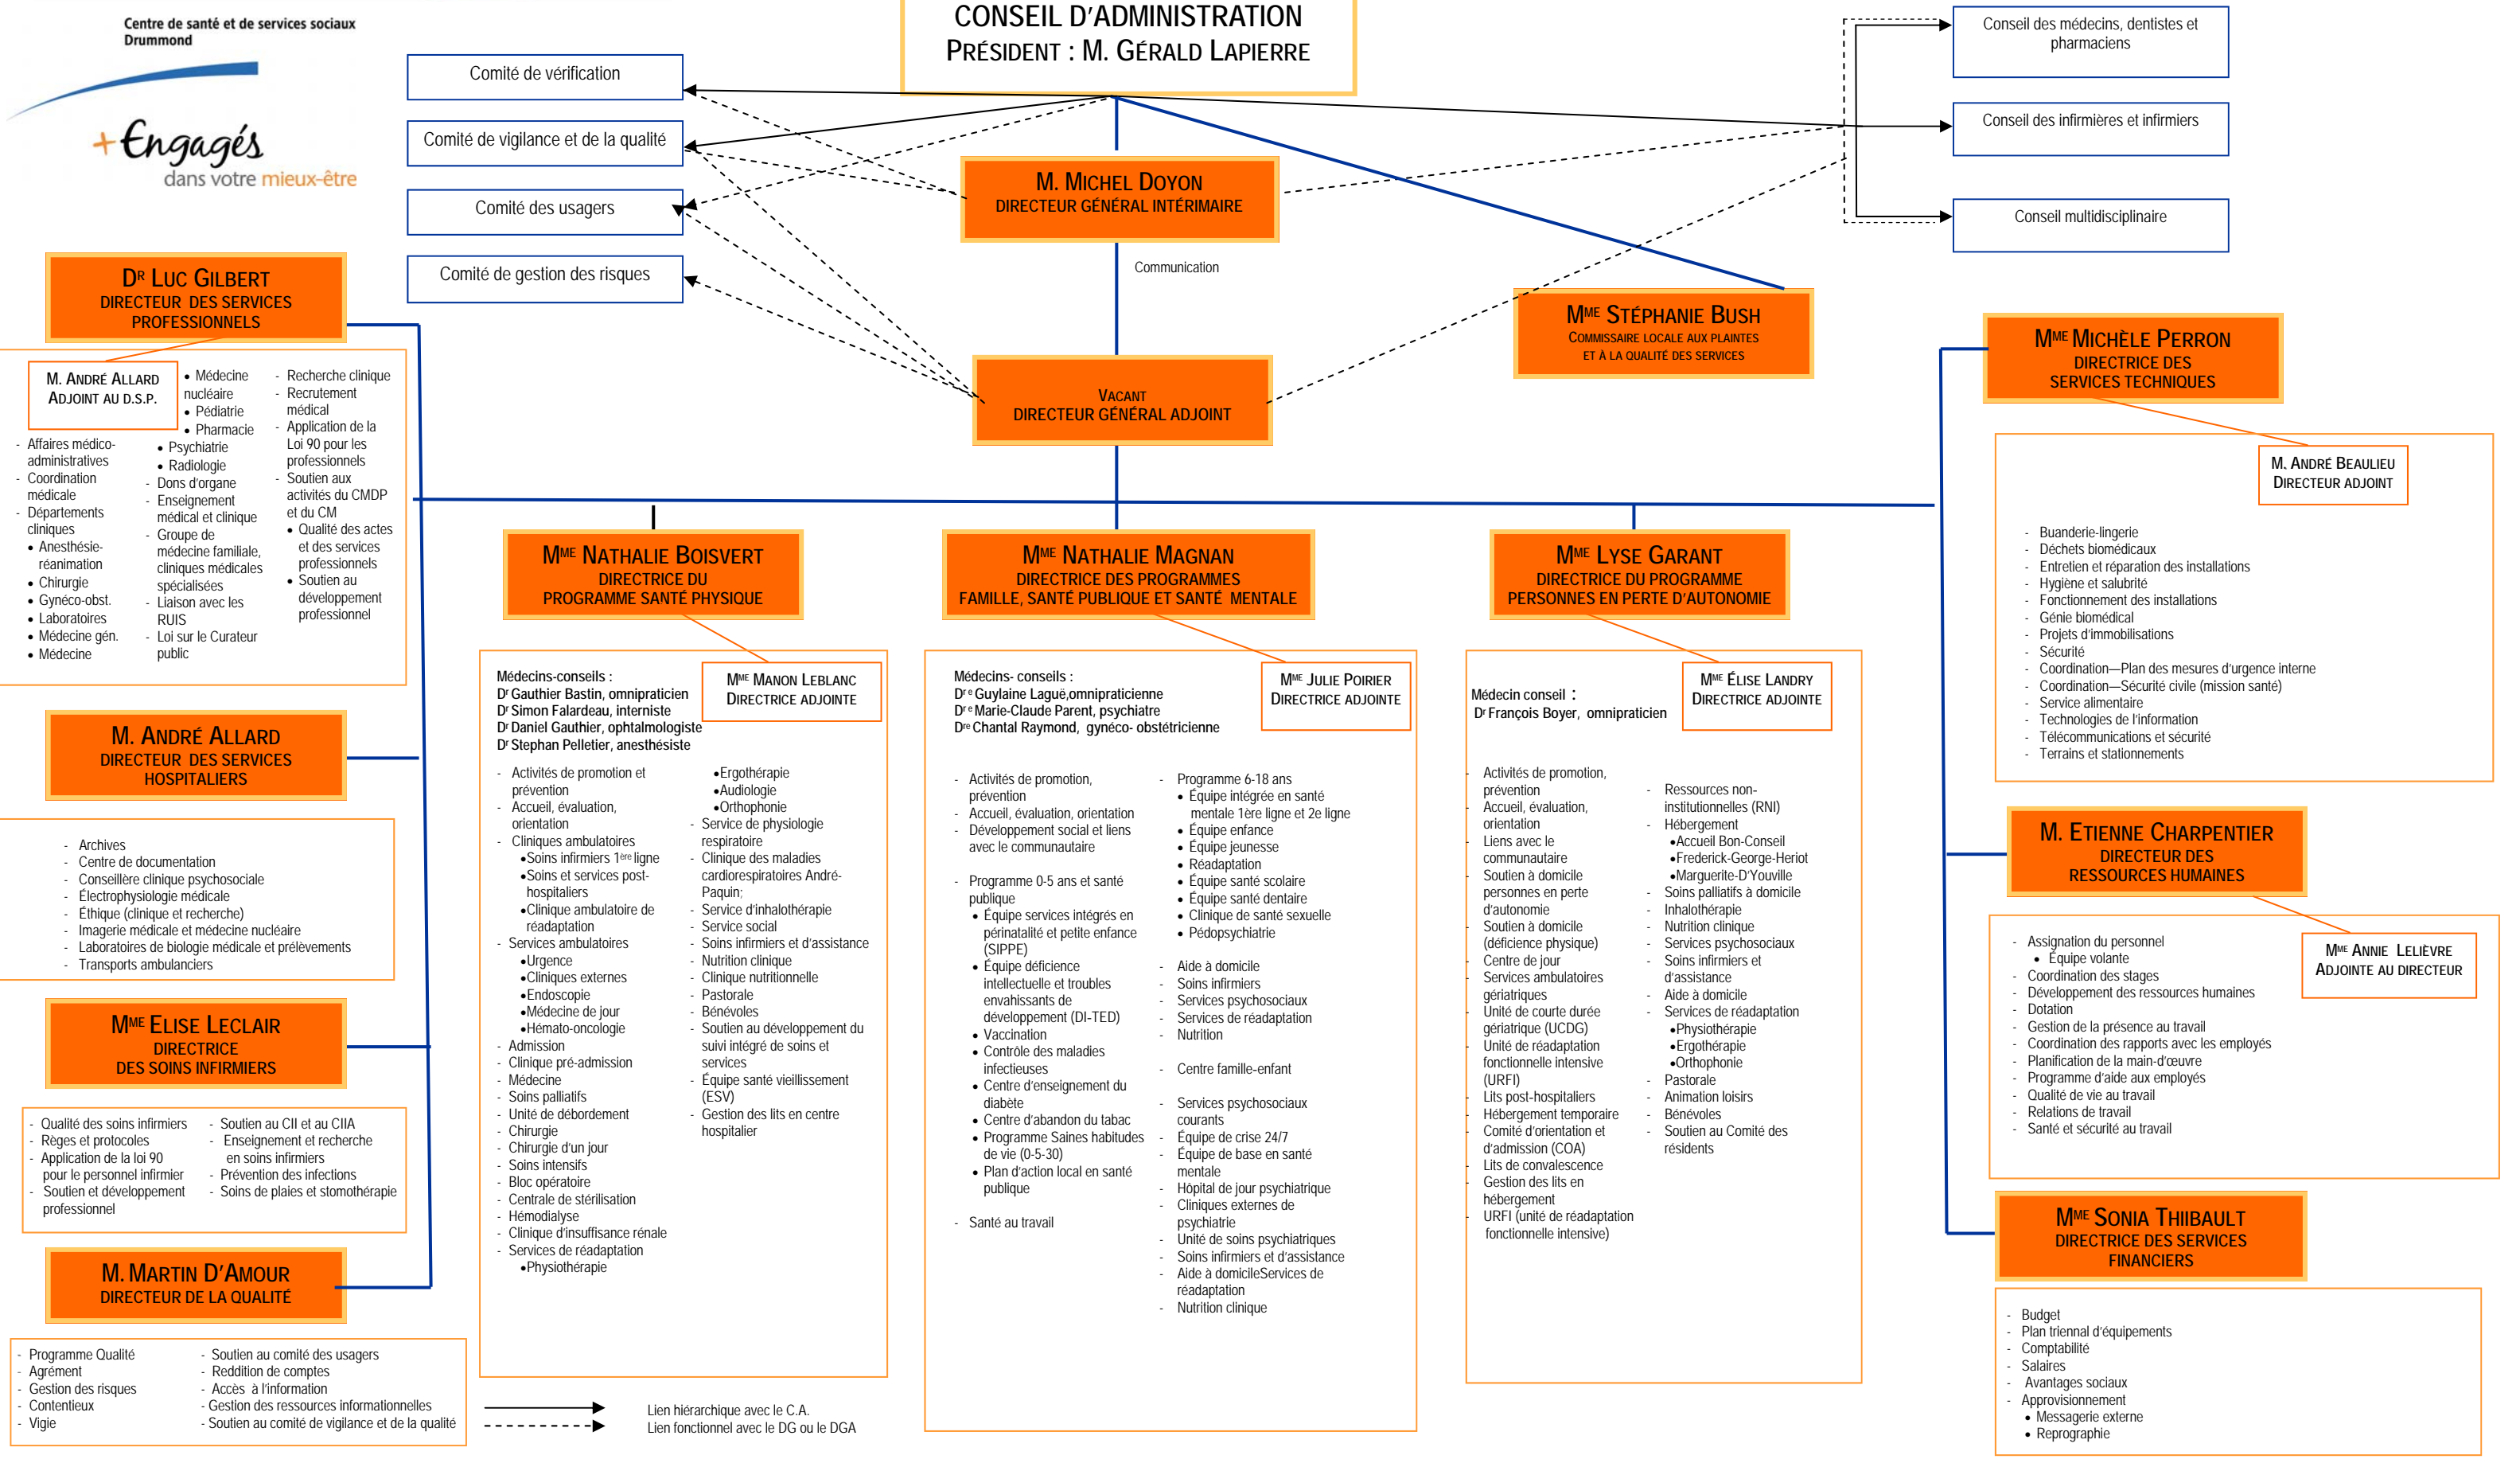 Centre de santé et de services sociaux
Drummond
+Engagés
dans votre mieux-être
CONSEIL D'ADMINISTRATION
PRÉSIDENT : M. GÉRALD LAPIERRE
Comité de vérification
Comité de vigilance et de la qualité
Comité des usagers
Comité de gestion des risques
Conseil des médecins, dentistes et
pharmaciens
Conseil des infirmières et infirmiers
Conseil multidisciplinaire
M. MICHEL DOYON
DIRECTEUR GÉNÉRAL INTÉRIMAIRE
Communication
MME STÉPHANIE BUSH
COMMISSAIRE LOCALE AUX PLAINTES
ET À LA QUALITÉ DES SERVICES
VACANT
DIRECTEUR GÉNÉRAL ADJOINT
DR LUC GILBERT
DIRECTEUR DES SERVICES
PROFESSIONNELS
M. ANDRÉ ALLARD
ADJOINT AU D.S.P.
- Affaires médico-
administratives
- Coordination
médicale
- Départements
cliniques
• Anesthésie-
réanimation
• Chirurgie
• Gynéco-obst.
• Laboratoires
• Médecine gén.
• Médecine
• Médecine
nucléaire
• Pédiatrie
• Pharmacie
• Psychiatrie
• Radiologie
- Dons d'organe
- Enseignement
médical et clinique
- Groupe de
médecine familiale,
cliniques médicales
spécialisées
- Liaison avec les
RUIS
- Loi sur le Curateur
public
- Recherche clinique
- Recrutement
médical
- Application de la
Loi 90 pour les
professionnels
- Soutien aux
activités du CMDP
et du CM
• Qualité des actes
et des services
professionnels
• Soutien au
développement
professionnel
M. ANDRÉ ALLARD
DIRECTEUR DES SERVICES
HOSPITALIERS
- Archives
- Centre de documentation
- Conseillère clinique psychosociale
- Électrophysiologie médicale
- Éthique (clinique et recherche)
- Imagerie médicale et médecine nucléaire
- Laboratoires de biologie médicale et prélèvements
- Transports ambulanciers
MME ELISE LECLAIR
DIRECTRICE
DES SOINS INFIRMIERS
- Qualité des soins infirmiers
- Règes et protocoles
- Application de la loi 90
pour le personnel infirmier
- Soutien et développement
professionnel
- Soutien au CII et au CIIA
- Enseignement et recherche
en soins infirmiers
- Prévention des infections
- Soins de plaies et stomothérapie
M. MARTIN D'AMOUR
DIRECTEUR DE LA QUALITÉ
- Programme Qualité
- Agrément
- Gestion des risques
- Contentieux
- Vigie
- Soutien au comité des usagers
- Reddition de comptes
- Accès à l'information
- Gestion des ressources informationnelles
- Soutien au comité de vigilance et de la qualité
MME NATHALIE BOISVERT
DIRECTRICE DU
PROGRAMME SANTÉ PHYSIQUE
MME MANON LEBLANC
DIRECTRICE ADJOINTE
Médecins-conseils :
Dr Gauthier Bastin, omnipraticien
Dr Simon Falardeau, interniste
Dr Daniel Gauthier, ophtalmologiste
Dr Stephan Pelletier, anesthésiste
- Activités de promotion et
prévention
- Accueil, évaluation,
orientation
- Cliniques ambulatoires
•Soins infirmiers 1ère ligne
•Soins et services post-
hospitaliers
•Clinique ambulatoire de
réadaptation
- Services ambulatoires
•Urgence
•Cliniques externes
•Endoscopie
•Médecine de jour
•Hémato-oncologie
- Admission
- Clinique pré-admission
- Médecine
- Soins palliatifs
- Unité de débordement
- Chirurgie
- Chirurgie d'un jour
- Soins intensifs
- Bloc opératoire
- Centrale de stérilisation
- Hémodialyse
- Clinique d'insuffisance rénale
- Services de réadaptation
•Physiothérapie
•Ergothérapie
•Audiologie
•Orthophonie
- Service de physiologie
respiratoire
- Clinique des maladies
cardiorespiratoires André-
Paquin;
- Service d'inhalothérapie
- Service social
- Soins infirmiers et d'assistance
- Nutrition clinique
- Clinique nutritionnelle
- Pastorale
- Bénévoles
- Soutien au développement du
suivi intégré de soins et
services
- Équipe santé vieillissement
(ESV)
- Gestion des lits en centre
hospitalier
MME NATHALIE MAGNAN
DIRECTRICE DES PROGRAMMES
FAMILLE, SANTÉ PUBLIQUE ET SANTÉ MENTALE
MME JULIE POIRIER
DIRECTRICE ADJOINTE
Médecins- conseils :
Dre Guylaine Laguë,omnipraticienne
Dre Marie-Claude Parent, psychiatre
Dre Chantal Raymond, gynéco- obstétricienne
- Activités de promotion,
prévention
- Accueil, évaluation, orientation
- Développement social et liens
avec le communautaire
- Programme 0-5 ans et santé
publique
• Équipe services intégrés en
périnatalité et petite enfance
(SIPPE)
• Équipe déficience
intellectuelle et troubles
envahissants de
développement (DI-TED)
• Vaccination
• Contrôle des maladies
infectieuses
• Centre d'enseignement du
diabète
• Centre d'abandon du tabac
• Programme Saines habitudes
de vie (0-5-30)
• Plan d'action local en santé
publique
- Santé au travail
- Programme 6-18 ans
• Équipe intégrée en santé
mentale 1ère ligne et 2e ligne
• Équipe enfance
• Équipe jeunesse
• Réadaptation
• Équipe santé scolaire
• Équipe santé dentaire
• Clinique de santé sexuelle
• Pédopsychiatrie
- Aide à domicile
- Soins infirmiers
- Services psychosociaux
- Services de réadaptation
- Nutrition
- Centre famille-enfant
- Services psychosociaux
courants
- Équipe de crise 24/7
- Équipe de base en santé
mentale
- Hôpital de jour psychiatrique
- Cliniques externes de
psychiatrie
- Unité de soins psychiatriques
- Soins infirmiers et d'assistance
- Aide à domicileServices de
réadaptation
- Nutrition clinique
MME LYSE GARANT
DIRECTRICE DU PROGRAMME
PERSONNES EN PERTE D'AUTONOMIE
MME ÉLISE LANDRY
DIRECTRICE ADJOINTE
Médecin conseil :
Dr François Boyer, omnipraticien
- Activités de promotion,
prévention
- Accueil, évaluation,
orientation
- Liens avec le
communautaire
- Soutien à domicile
personnes en perte
d'autonomie
- Soutien à domicile
(déficience physique)
- Centre de jour
- Services ambulatoires
gériatriques
- Unité de courte durée
gériatrique (UCDG)
- Unité de réadaptation
fonctionnelle intensive
(URFI)
- Lits post-hospitaliers
- Hébergement temporaire
- Comité d'orientation et
d'admission (COA)
- Lits de convalescence
- Gestion des lits en
hébergement
- URFI (unité de réadaptation
fonctionnelle intensive)
- Ressources non-
institutionnelles (RNI)
- Hébergement
•Accueil Bon-Conseil
•Frederick-George-Heriot
•Marguerite-D'Youville
- Soins palliatifs à domicile
- Inhalothérapie
- Nutrition clinique
- Services psychosociaux
- Soins infirmiers et
d'assistance
- Aide à domicile
- Services de réadaptation
•Physiothérapie
•Ergothérapie
•Orthophonie
- Pastorale
- Animation loisirs
- Bénévoles
- Soutien au Comité des
résidents
MME MICHÈLE PERRON
DIRECTRICE DES
SERVICES TECHNIQUES
M. ANDRÉ BEAULIEU
DIRECTEUR ADJOINT
- Buanderie-lingerie
- Déchets biomédicaux
- Entretien et réparation des installations
- Hygiène et salubrité
- Fonctionnement des installations
- Génie biomédical
- Projets d'immobilisations
- Sécurité
- Coordination—Plan des mesures d'urgence interne
- Coordination—Sécurité civile (mission santé)
- Service alimentaire
- Technologies de l'information
- Télécommunications et sécurité
- Terrains et stationnements
M. ETIENNE CHARPENTIER
DIRECTEUR DES
RESSOURCES HUMAINES
MME ANNIE LELIÈVRE
ADJOINTE AU DIRECTEUR
- Assignation du personnel
• Équipe volante
- Coordination des stages
- Développement des ressources humaines
- Dotation
- Gestion de la présence au travail
- Coordination des rapports avec les employés
- Planification de la main-d'œuvre
- Programme d'aide aux employés
- Qualité de vie au travail
- Relations de travail
- Santé et sécurité au travail
MME SONIA THIIBAULT
DIRECTRICE DES SERVICES
FINANCIERS
- Budget
- Plan triennal d'équipements
- Comptabilité
- Salaires
- Avantages sociaux
- Approvisionnement
• Messagerie externe
• Reprographie
Lien hiérarchique avec le C.A.
Lien fonctionnel avec le DG ou le DGA